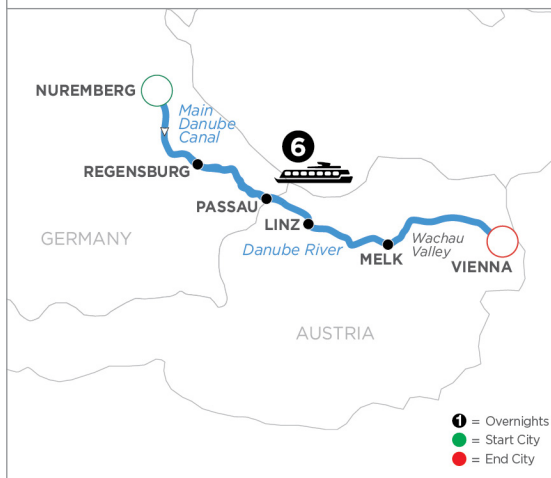 NUREMBERG
Main
Danube
Canal
6
REGENSBURG
PASSAU
LINZ
GERMANY
Danube River
Wachau
Valley
MELK
VIENNA
AUSTRIA
1 = Overnights
= Start City
= End City